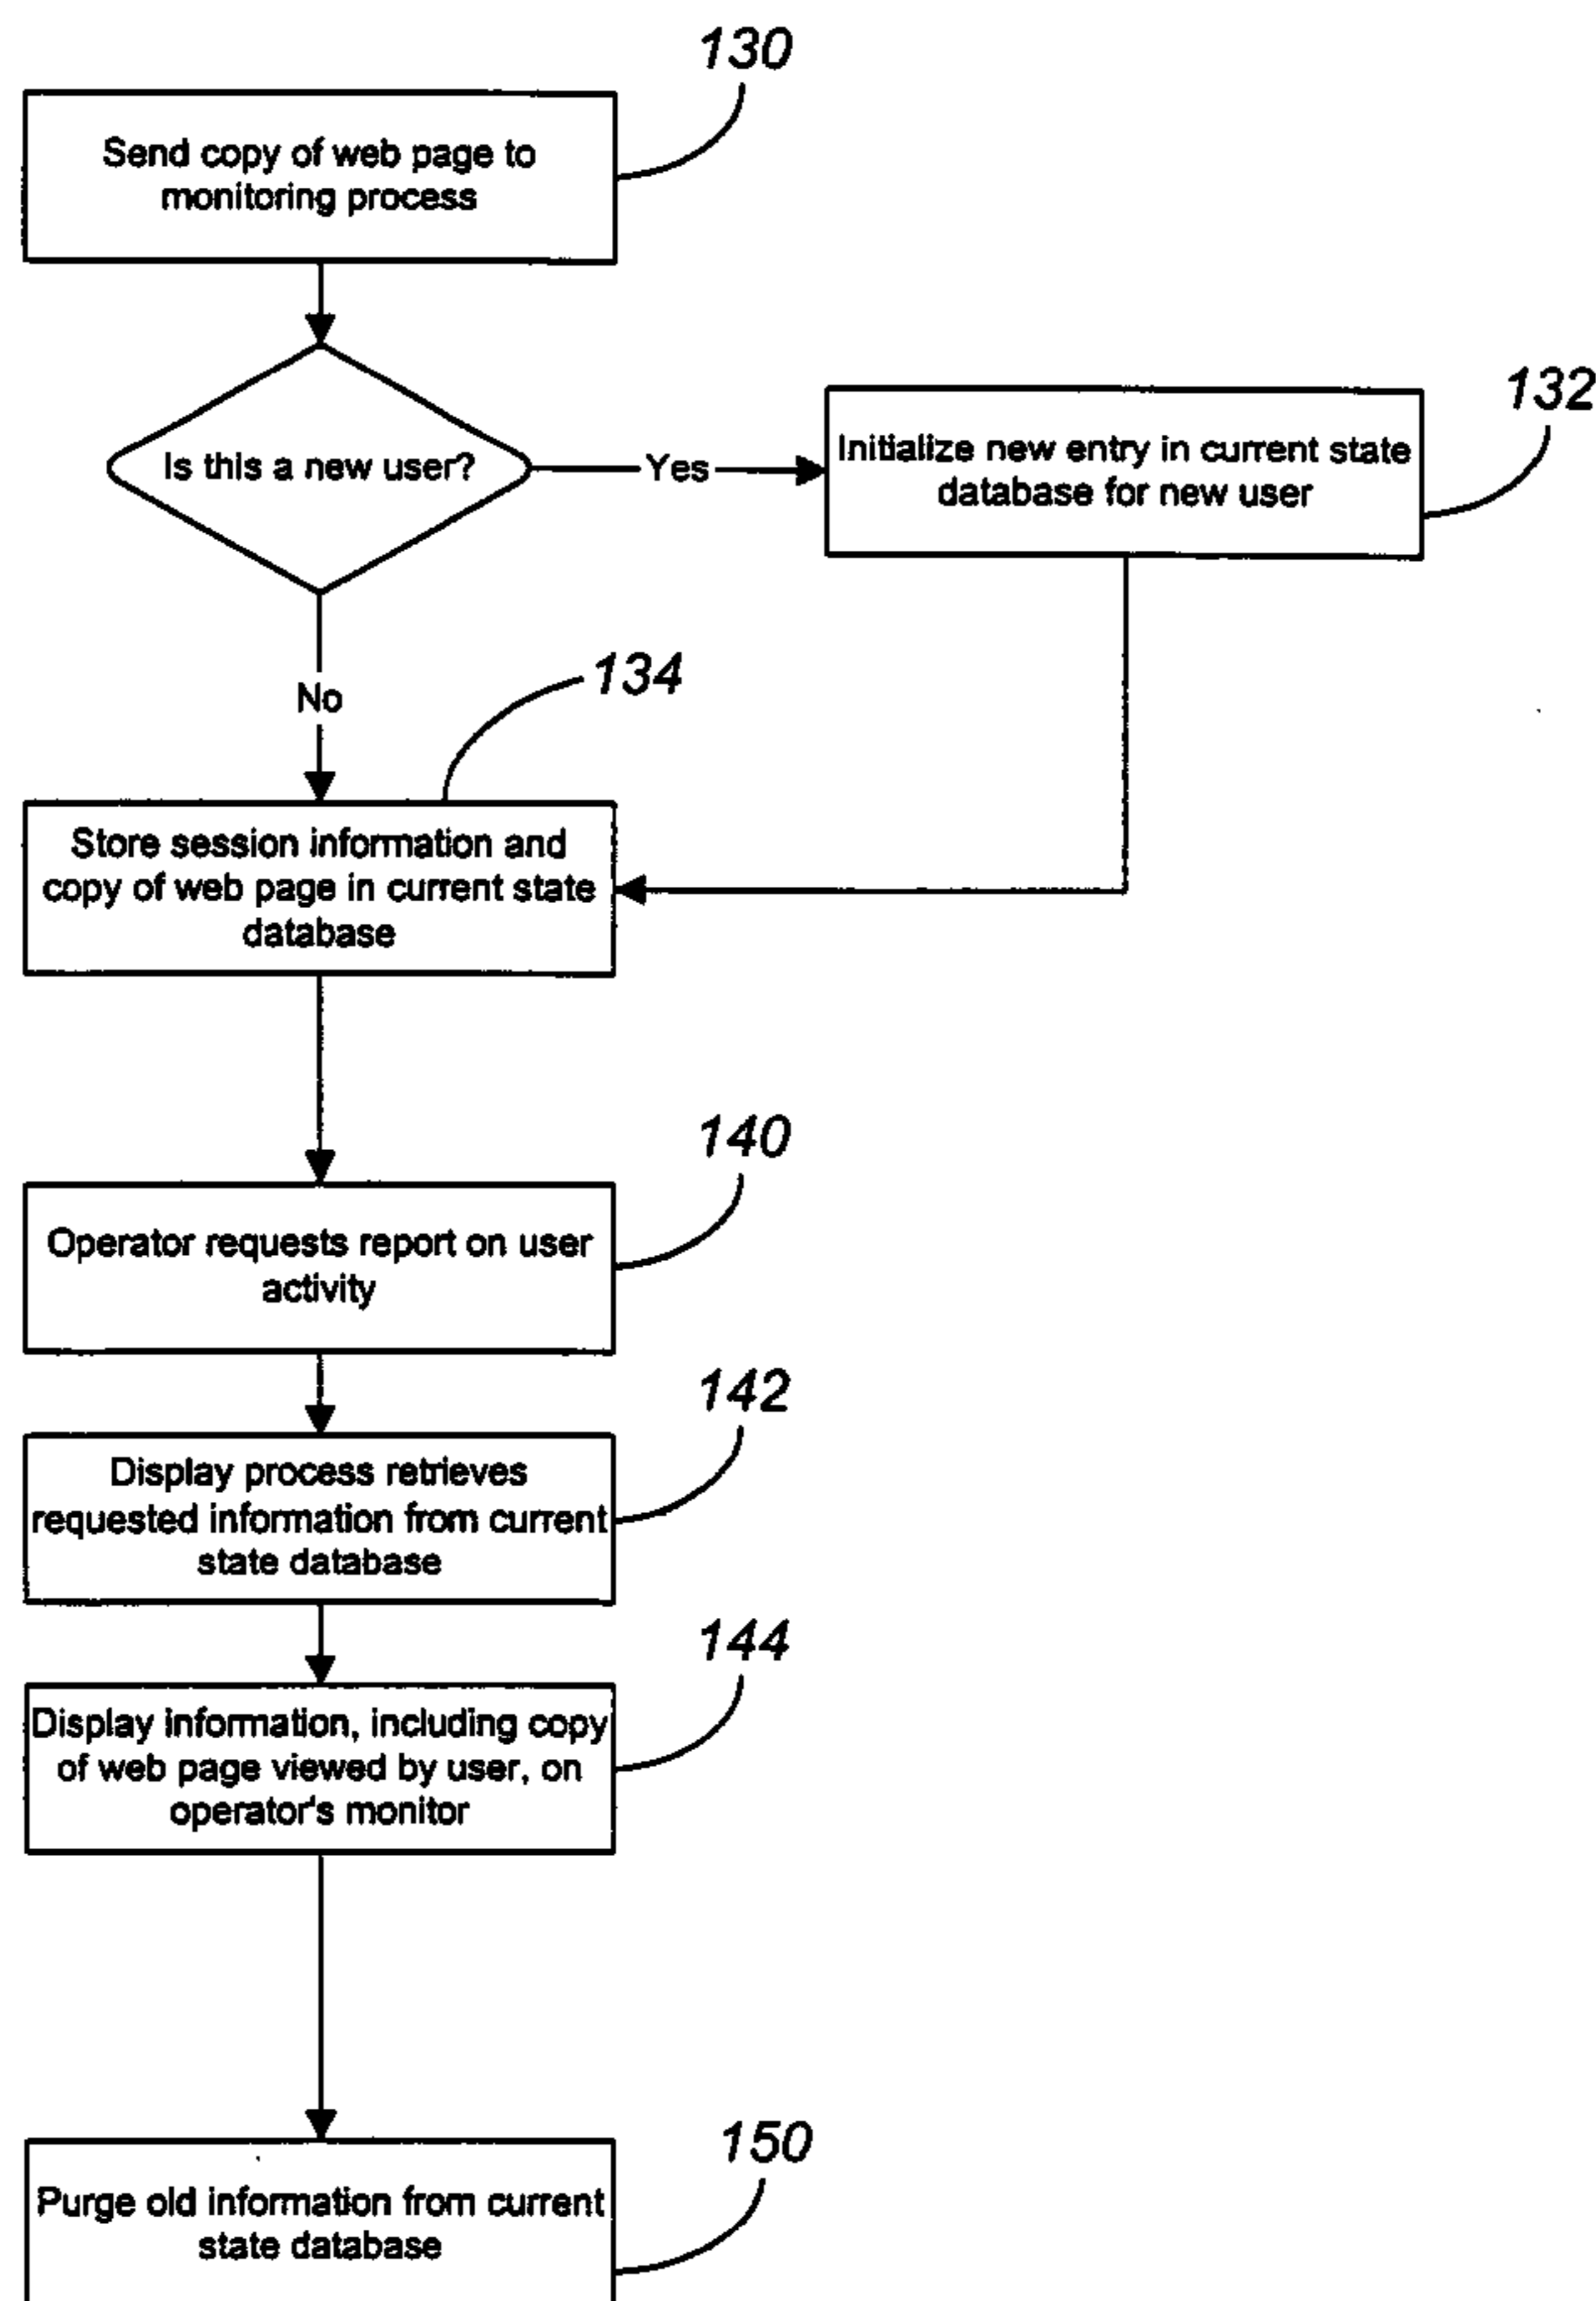 130
Send copy of web page to
monitoring process
Is this a new user?
Yes
132
Initialize new entry in current state
database for new user
No
134
Store session information and
copy of web page in current state
database
140
Operator requests report on user
activity
142
Display process retrieves
requested information from current
state database
144
Display information, including copy
of web page viewed by user, on
operator's monitor
150
Purge old information from current
state database